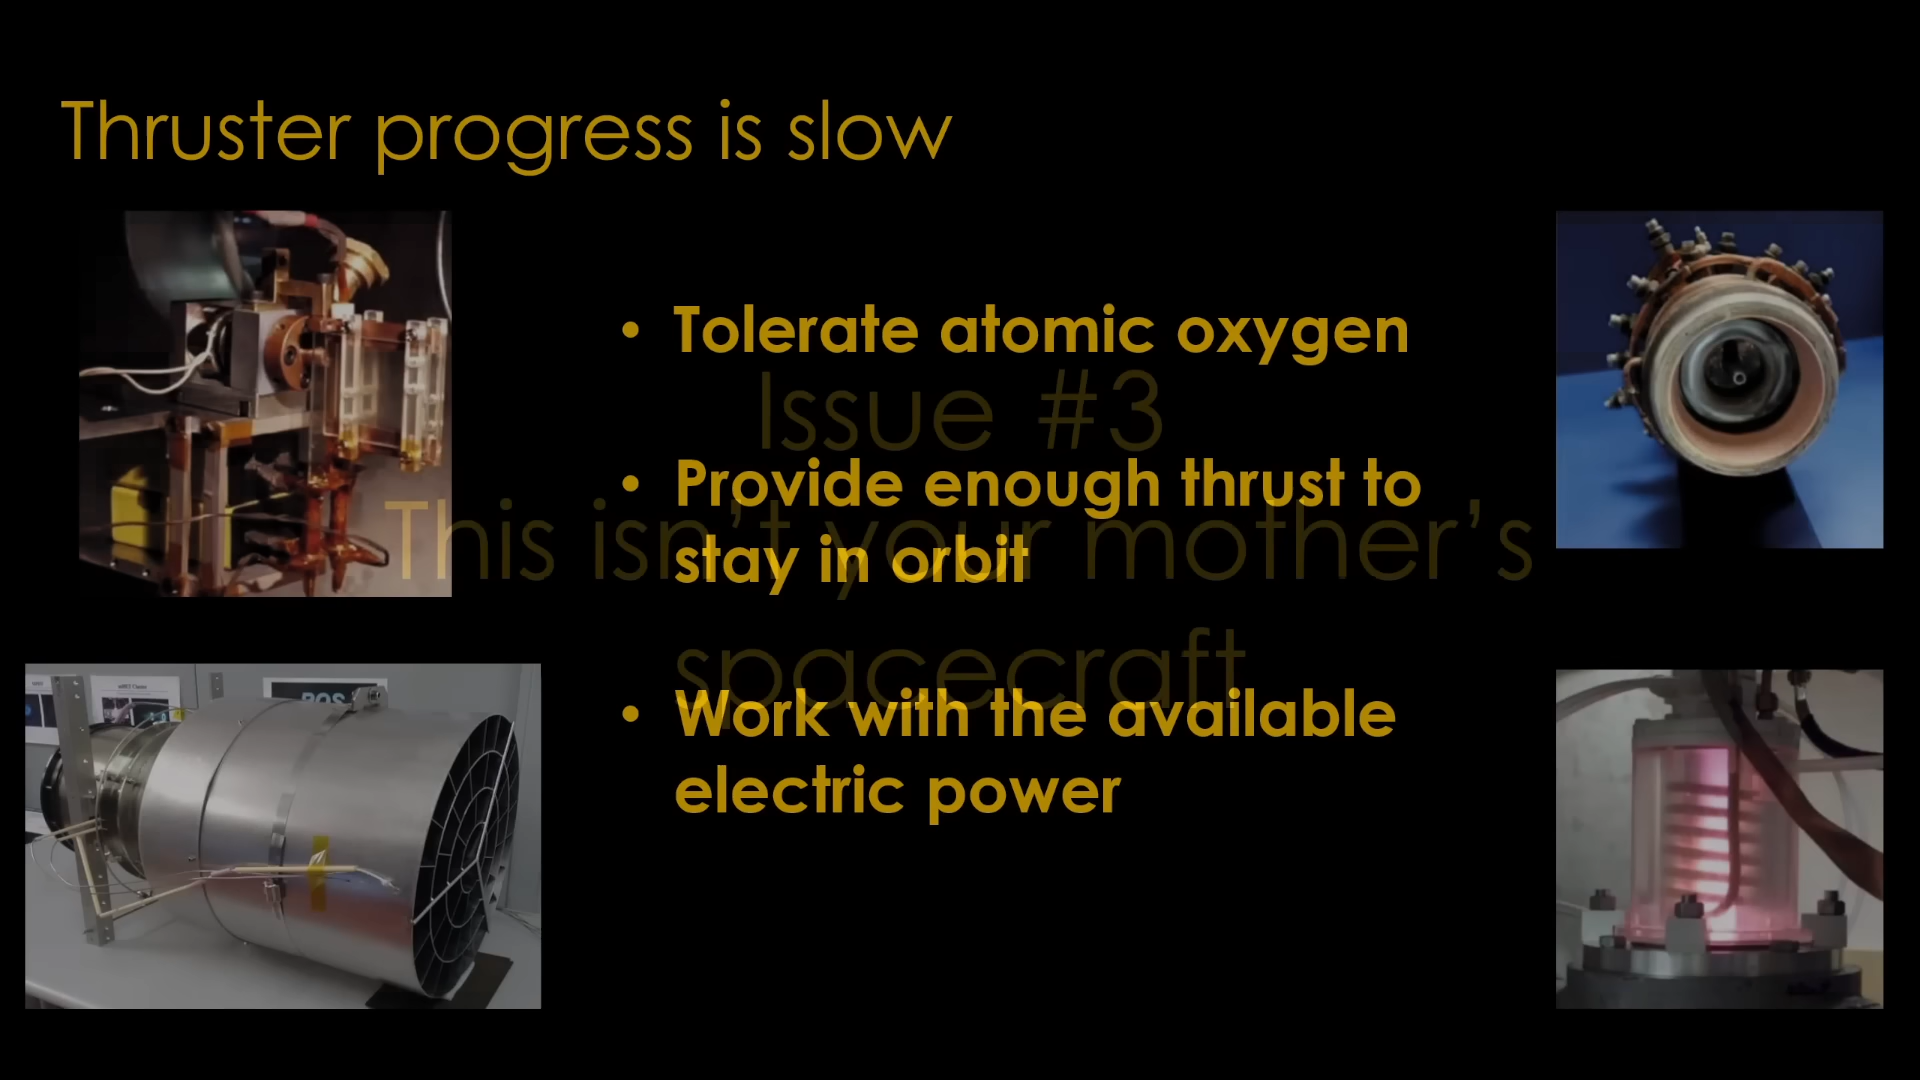 Thruster progress is slow
• Tolerate atomic oxygen
• Provide enough thrust to
stay in orbit
• Work with the available
electric power
Issue #3
This isn’t your mother’s
spacecraft